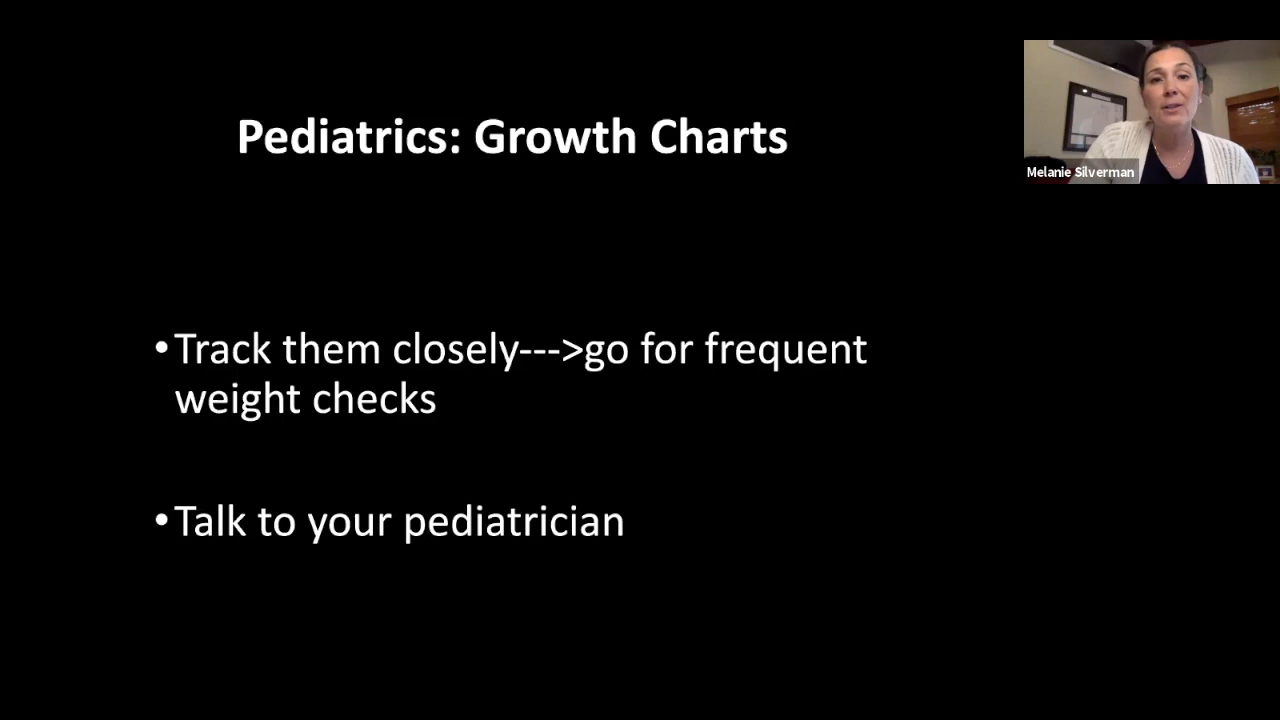 Pediatrics: Growth Charts
Melanie Silverman
•Track them closely--->go for frequent
weight checks
•Talk to your pediatrician